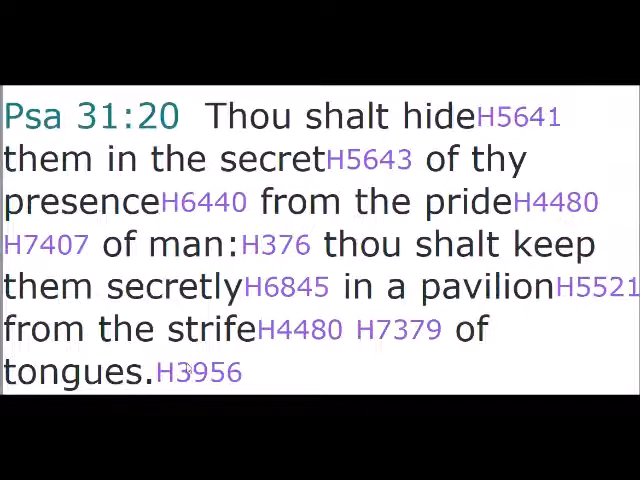 Psa 31:20 Thou shalt hideH5641
them in the secretH5643 of thy
presenceH6440 from the prideH4480
H7407 of man:H376 thou shalt keep
them secretlyH6845 in a pavilionH5521
from the strifeH4480 H7379 of
tongues.H3956